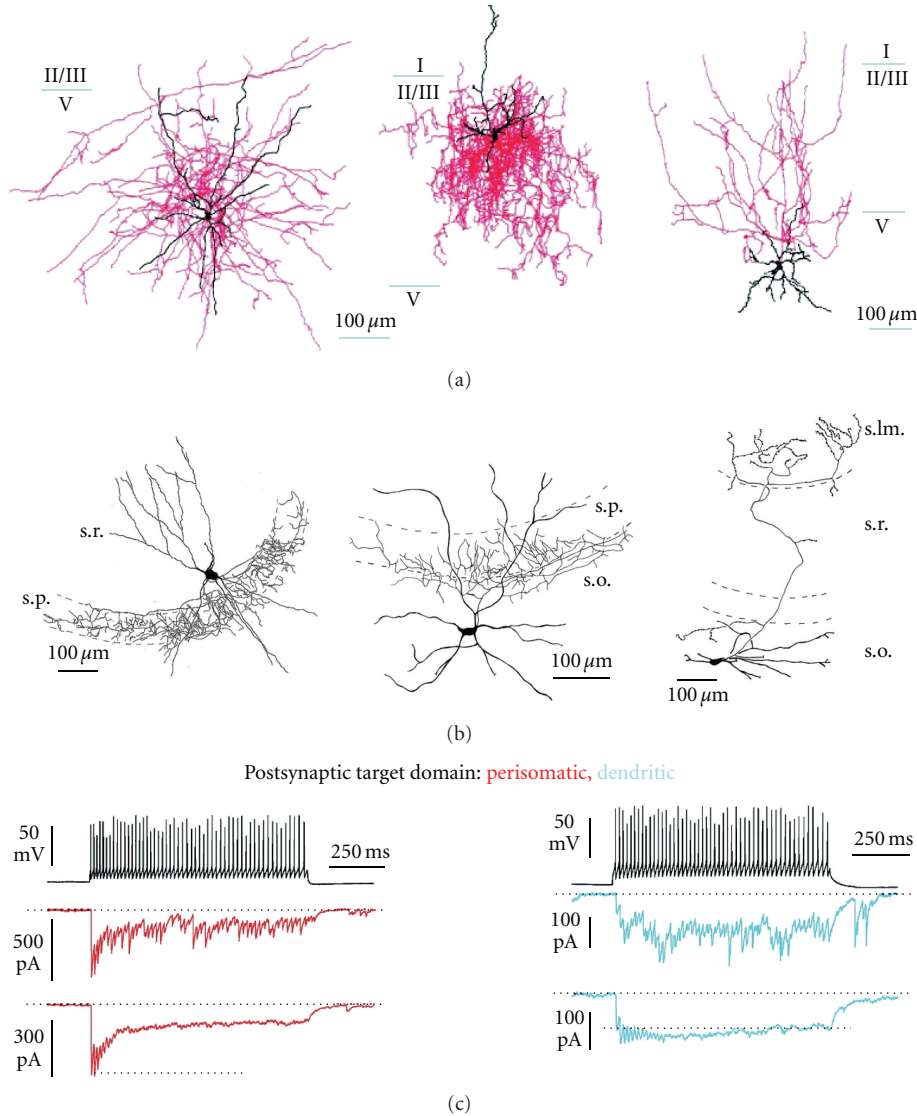 II/III
V
100 µm
I
II/III
V
I
II/III
V
100 µm
(a)
s.r.
s.p.
100 µm
s.p.
s.o.
100 µm
s.lm.
s.r.
s.o.
100 µm
(b)
Postsynaptic target domain: perisomatic, dendritic
50
mV
250 ms
500
pA
300
pA
50
mV
250 ms
100
pA
100
pA
(c)